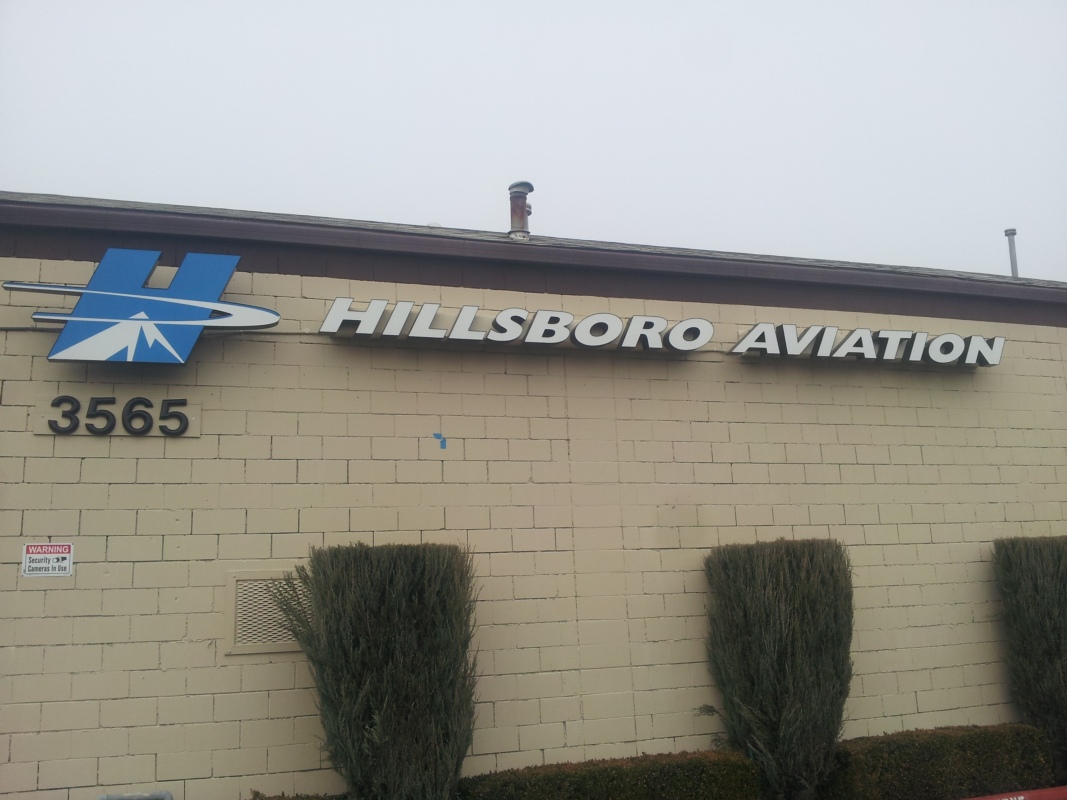 HILLSBORO AVIATION
3565
WARNING
Security
Cameras In Use